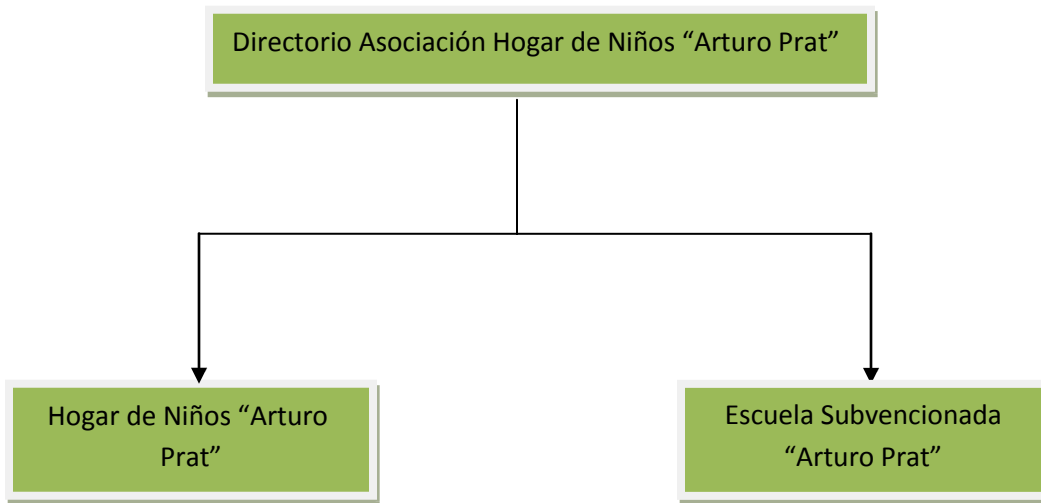 Directorio Asociación Hogar de Niños “Arturo Prat”
Hogar de Niños “Arturo
Prat”
Escuela Subvencionada
“Arturo Prat”